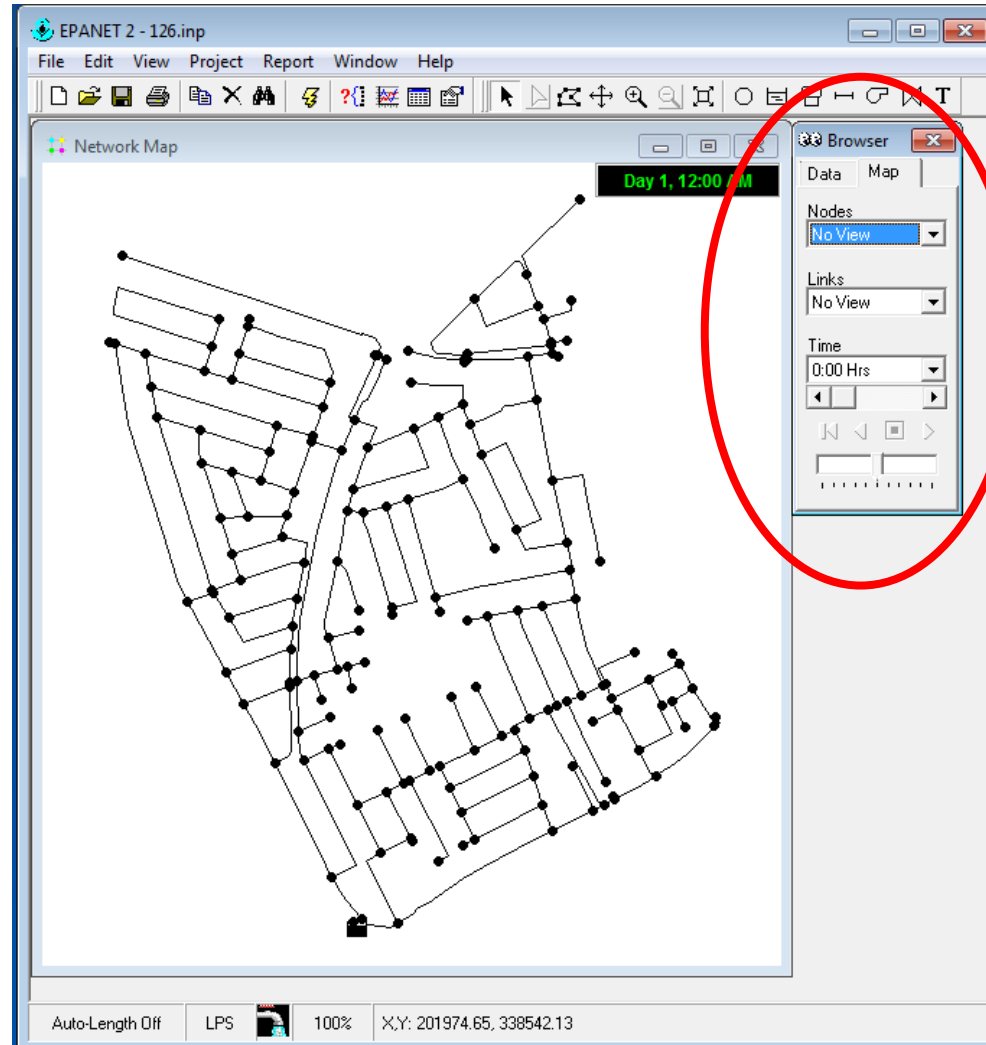 EPANET 2 - 126.inp
File Edit View Project Report Window Help
T
Network Map
Day 1, 12:00 AM
Browser
Data Map
Nodes
No View
Links
No View
Time
0:00 Hrs
Auto-Length Off LPS 100% X,Y: 201974.65, 338542.13